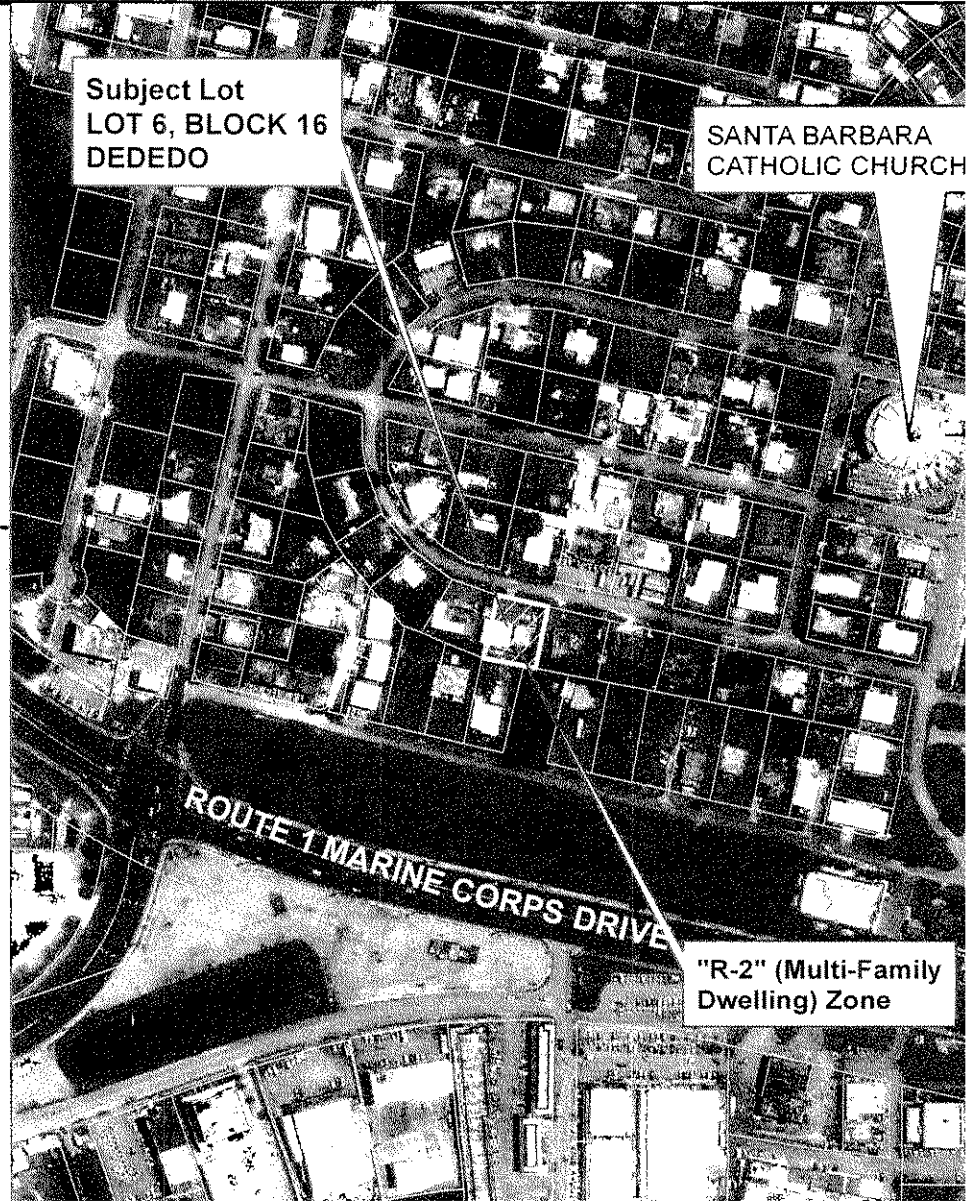 Subject Lot
LOT 6, BLOCK 16
DEDEDO
SANTA BARBARA
CATHOLIC CHURCH
ROUTE 1 MARINE CORPS DRIVE
"R-2" (Multi-Family
Dwelling) Zone